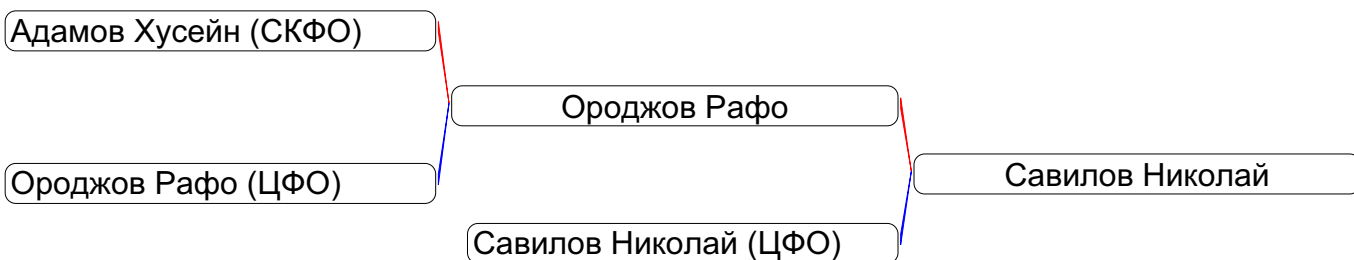 Адамов Хусейн (СКФО)
Ороджов Рафо
Савилов Николай
Ороджов Рафо (ЦФО)
Савилов Николай (ЦФО)